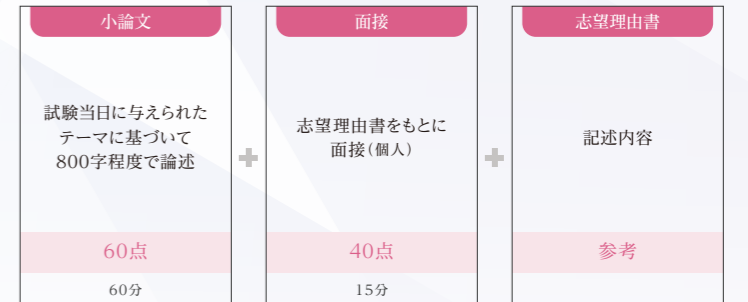 小論文
試験当日に与えられた
テーマに基づいて
800字程度で論述
60点
60分
+
面接
志望理由書をもとに
面接(個人)
40点
15分
+
志望理由書
記述内容
参考